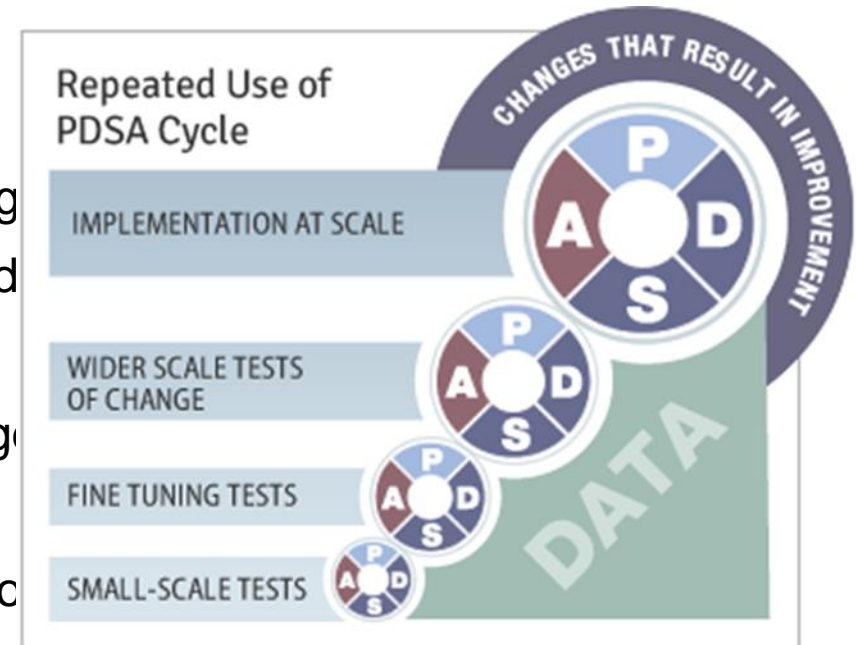 Repeated Use of
PDSA Cycle
CHANGES THAT RESULT IN IMPROVEMENT
IMPLEMENTATION AT SCALE
P
A D
S
WIDER SCALE TESTS
OF CHANGE
P
A D
S
FINE TUNING TESTS
P
A D
S
SMALL-SCALE TESTS
P
A D
S
DATA